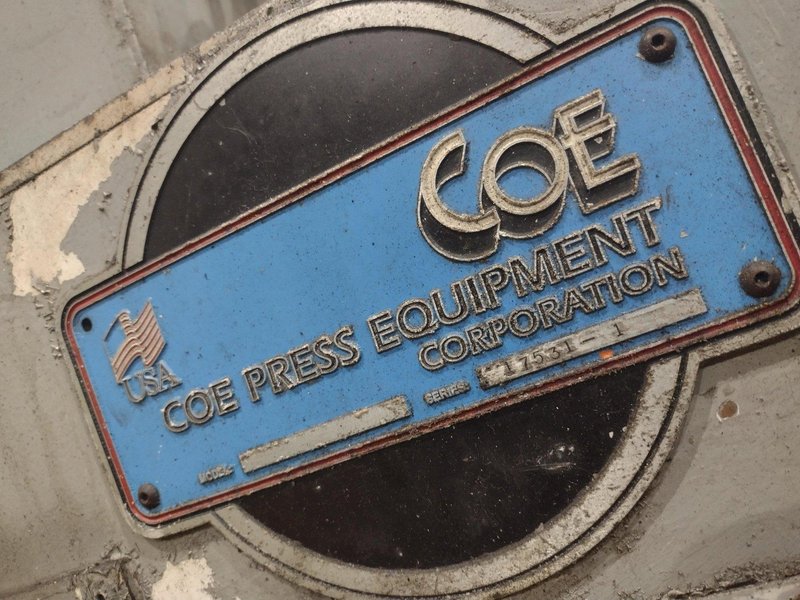 COE
COE PRESS EQUIPMENT
CORPORATION
USA
MODEL:
SERIES: 17531-1